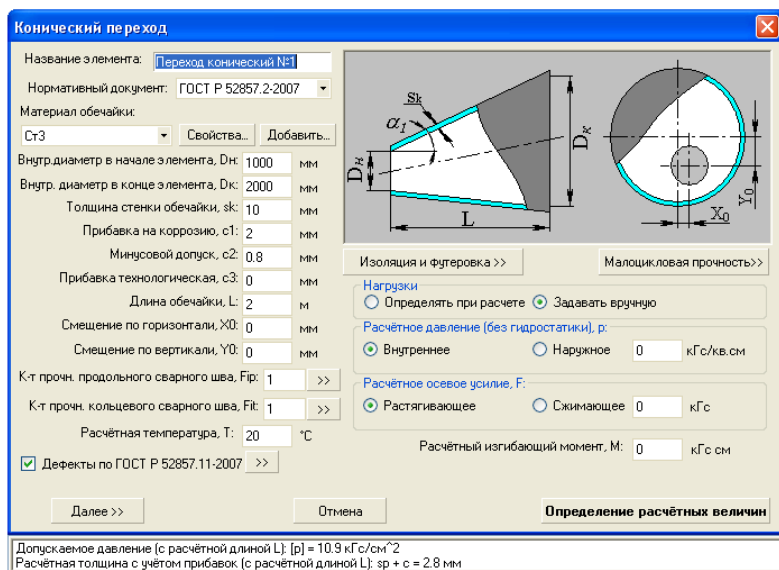 Конический переход
Название элемента: Переход конический №1
Нормативный документ: ГОСТ Р 52857.2-2007
Материал обечайки:
Ст3 Свойства... Добавить...
Внутр.диаметр в начале элемента, Dн: 1000 мм
Внутр. диаметр в конце элемента, Dк: 2000 мм
Толщина стенки обечайки, sk: 10 мм
Прибавка на коррозию, c1: 2 мм
Минусовой допуск, c2: 0.8 мм
Прибавка технологическая, c3: 0 мм
Длина обечайки, L: 2 м
Смещение по горизонтали, X0: 0 мм
Смещение по вертикали, Y0: 0 мм
К-т прочн. продольного сварного шва, Fip: 1 >>
К-т прочн. кольцевого сварного шва, Fit: 1 >>
Расчётная температура, T: 20 °C
Дефекты по ГОСТ Р 52857.11-2007 >>
Sk
α1
Dн
Dк
L
Y0
X0
Изоляция и футеровка >> Малоцикловая прочность>>
Нагрузки
Определять при расчете Задавать вручную
Расчётное давление (без гидростатики), p:
Внутреннее Наружное 0 кГс/кв.см
Расчётное осевое усилие, F:
Растягивающее Сжимающее 0 кГс
Расчётный изгибающий момент, M: 0 кГс см
Далее >> Отмена Определение расчётных величин
Допускаемое давление (с расчётной длиной L): [p] = 10.9 кГс/см^2
Расчётная толщина с учётом прибавок (с расчётной длиной L): sp + c = 2.8 мм